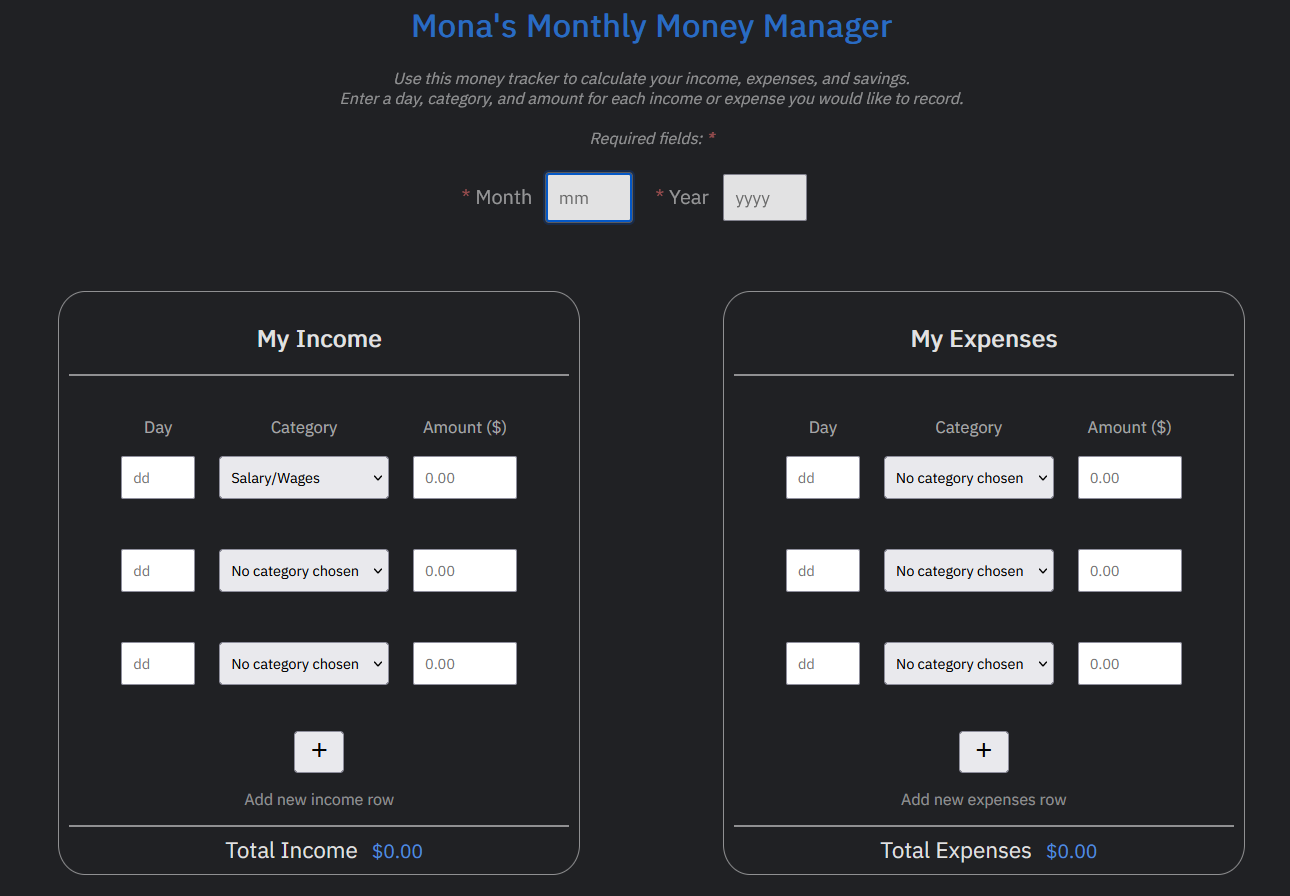 Mona's Monthly Money Manager
Use this money tracker to calculate your income, expenses, and savings.
Enter a day, category, and amount for each income or expense you would like to record.
Required fields: *
* Month mm * Year yyyy
My Income
Day Category Amount ($)
dd Salary/Wages 0.00
dd No category chosen 0.00
dd No category chosen 0.00
+
Add new income row
Total Income $0.00
My Expenses
Day Category Amount ($)
dd No category chosen 0.00
dd No category chosen 0.00
dd No category chosen 0.00
+
Add new expenses row
Total Expenses $0.00